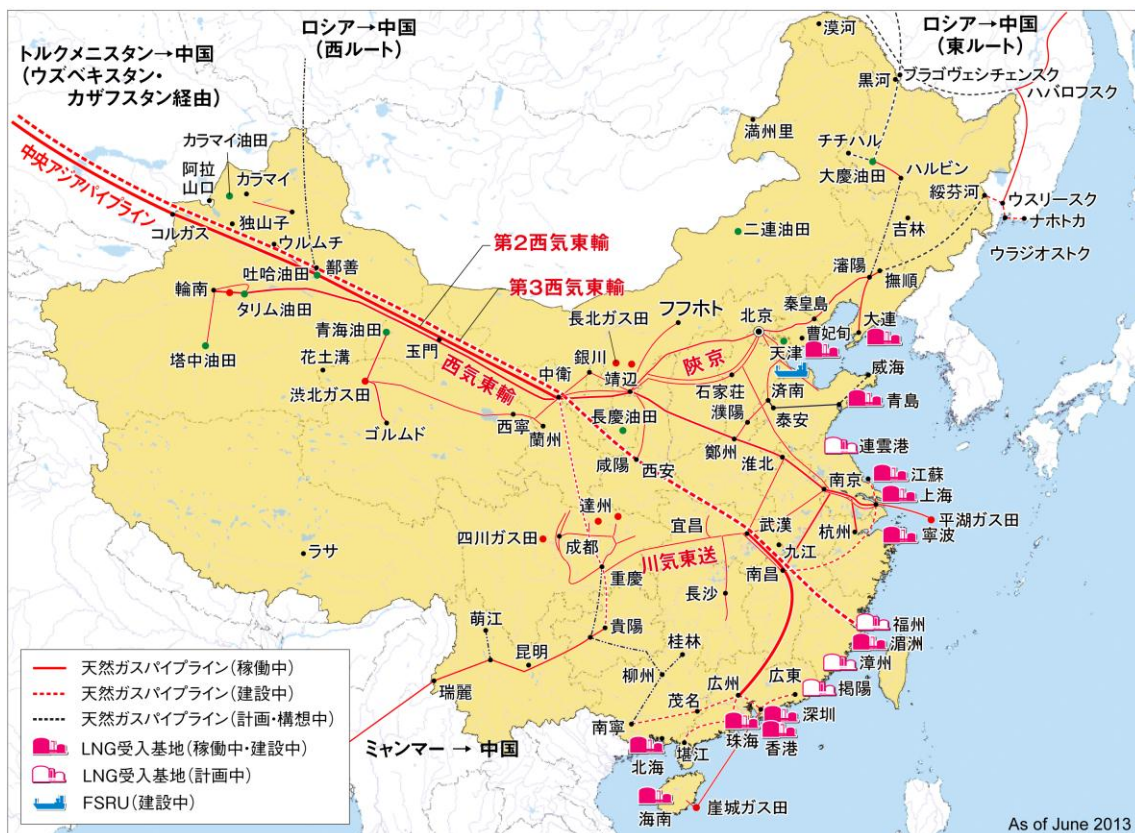 トルクメニスタン→中国
(ウズベキスタン・
カザフスタン経由)
ロシア→中国
(西ルート)
ロシア→中国
(東ルート)
漠河
黒河
ブラゴヴェシチェンスク
ハバロフスク
満州里
チチハル
大慶油田
ハルビン
綏芬河
ウスリースク
ナホトカ
ウラジオストク
吉林
二連油田
瀋陽
撫順
カラマイ油田
阿拉
山口
カラマイ
中央アジアパイプライン
コルガス
独山子
ウルムチ
吐哈油田
鄯善
第2西気東輸
第3西気東輸
輪南
タリム油田
塔中油田
青海油田
花土溝
渋北ガス田
ゴルムド
玉門
西気東輸
中衛
銀川
長北ガス田
フフホト
靖辺
陝京
北京
秦皇島
曹妃旬
大連
天津
威海
石家荘
済南
濮陽
泰安
青島
西寧
蘭州
長慶油田
咸陽
西安
鄭州
淮北
連雲港
南京
江蘇
上海
平湖ガス田
杭州
寧波
達州
四川ガス田
成都
宜昌
武漢
九江
川気東送
重慶
南昌
長沙
ラサ
萌江
貴陽
昆明
瑞麗
桂林
柳州
南寧
茂名
広州
広東
福州
湄洲
漳州
掲陽
深圳
珠海
香港
北海
堪江
海南
崖城ガス田
ミャンマー → 中国
天然ガスパイプライン(稼働中)
天然ガスパイプライン(建設中)
天然ガスパイプライン(計画・構想中)
LNG受入基地(稼働中・建設中)
LNG受入基地(計画中)
FSRU(建設中)
As of June 2013